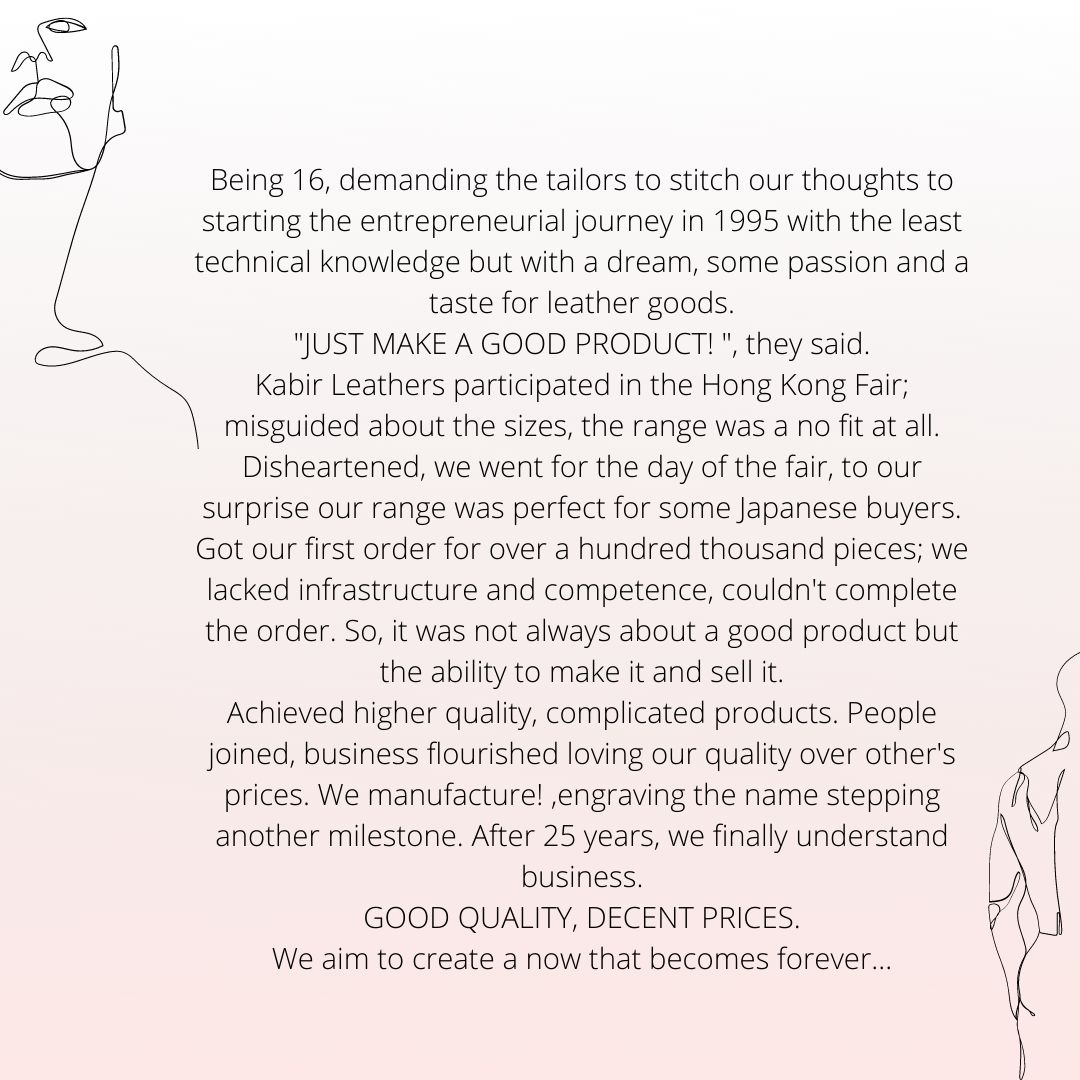 Being 16, demanding the tailors to stitch our thoughts to
starting the entrepreneurial journey in 1995 with the least
technical knowledge but with a dream, some passion and a
taste for leather goods.
"JUST MAKE A GOOD PRODUCT! ", they said.
Kabir Leathers participated in the Hong Kong Fair;
misguided about the sizes, the range was a no fit at all.
Disheartened, we went for the day of the fair, to our
surprise our range was perfect for some Japanese buyers.
Got our first order for over a hundred thousand pieces; we
lacked infrastructure and competence, couldn't complete
the order. So, it was not always about a good product but
the ability to make it and sell it.
Achieved higher quality, complicated products. People
joined, business flourished loving our quality over other's
prices. We manufacture! ,engraving the name stepping
another milestone. After 25 years, we finally understand
business.
GOOD QUALITY, DECENT PRICES.
We aim to create a now that becomes forever...